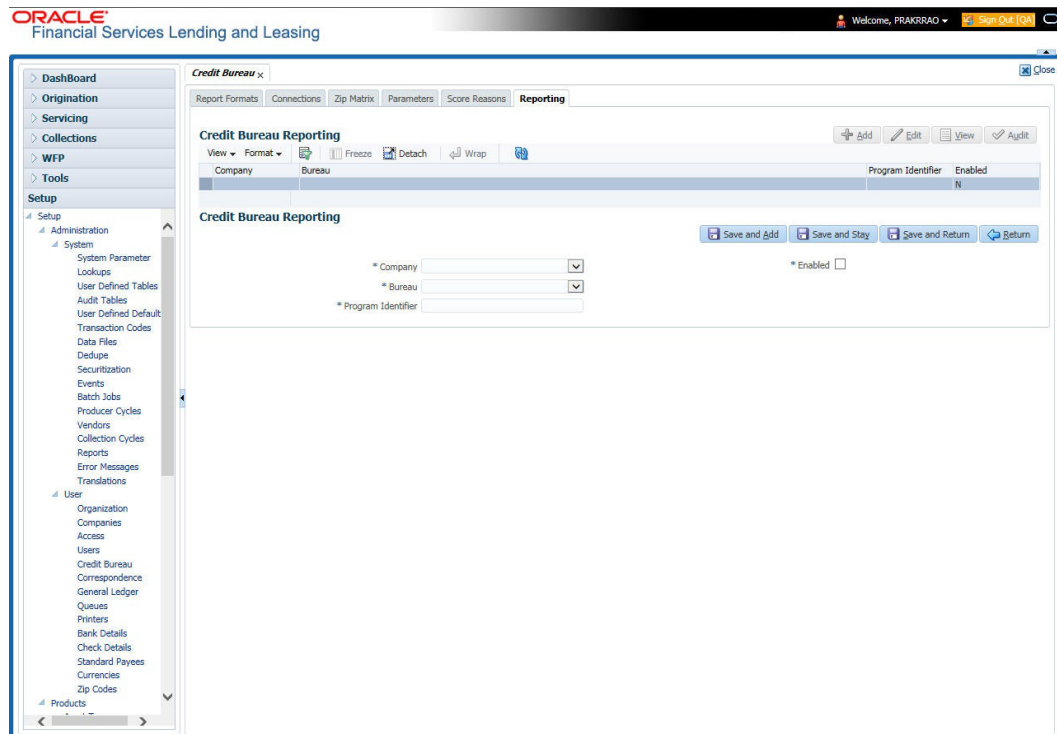 ORACLE®
Financial Services Lending and Leasing
Welcome, PRAKRRAO
Sign Out [QA]
DashBoard
Origination
Servicing
Collections
WFP
Tools
Setup
Setup
Administration
System
System Parameter
Lookups
User Defined Tables
Audit Tables
User Defined Default
Transaction Codes
Data Files
Dedupe
Securitization
Events
Batch Jobs
Producer Cycles
Vendors
Collection Cycles
Reports
Error Messages
Translations
User
Organization
Companies
Access
Users
Credit Bureau
Correspondence
General Ledger
Queues
Printers
Bank Details
Check Details
Standard Payees
Currencies
Zip Codes
Products
Credit Bureau x
Close
Report Formats Connections Zip Matrix Parameters Score Reasons Reporting
Credit Bureau Reporting
Add Edit View Audit
View Format Freeze Detach Wrap
Company Bureau Program Identifier Enabled
N
Credit Bureau Reporting
Save and Add Save and Stay Save and Return Return
* Company * Enabled
* Bureau
* Program Identifier